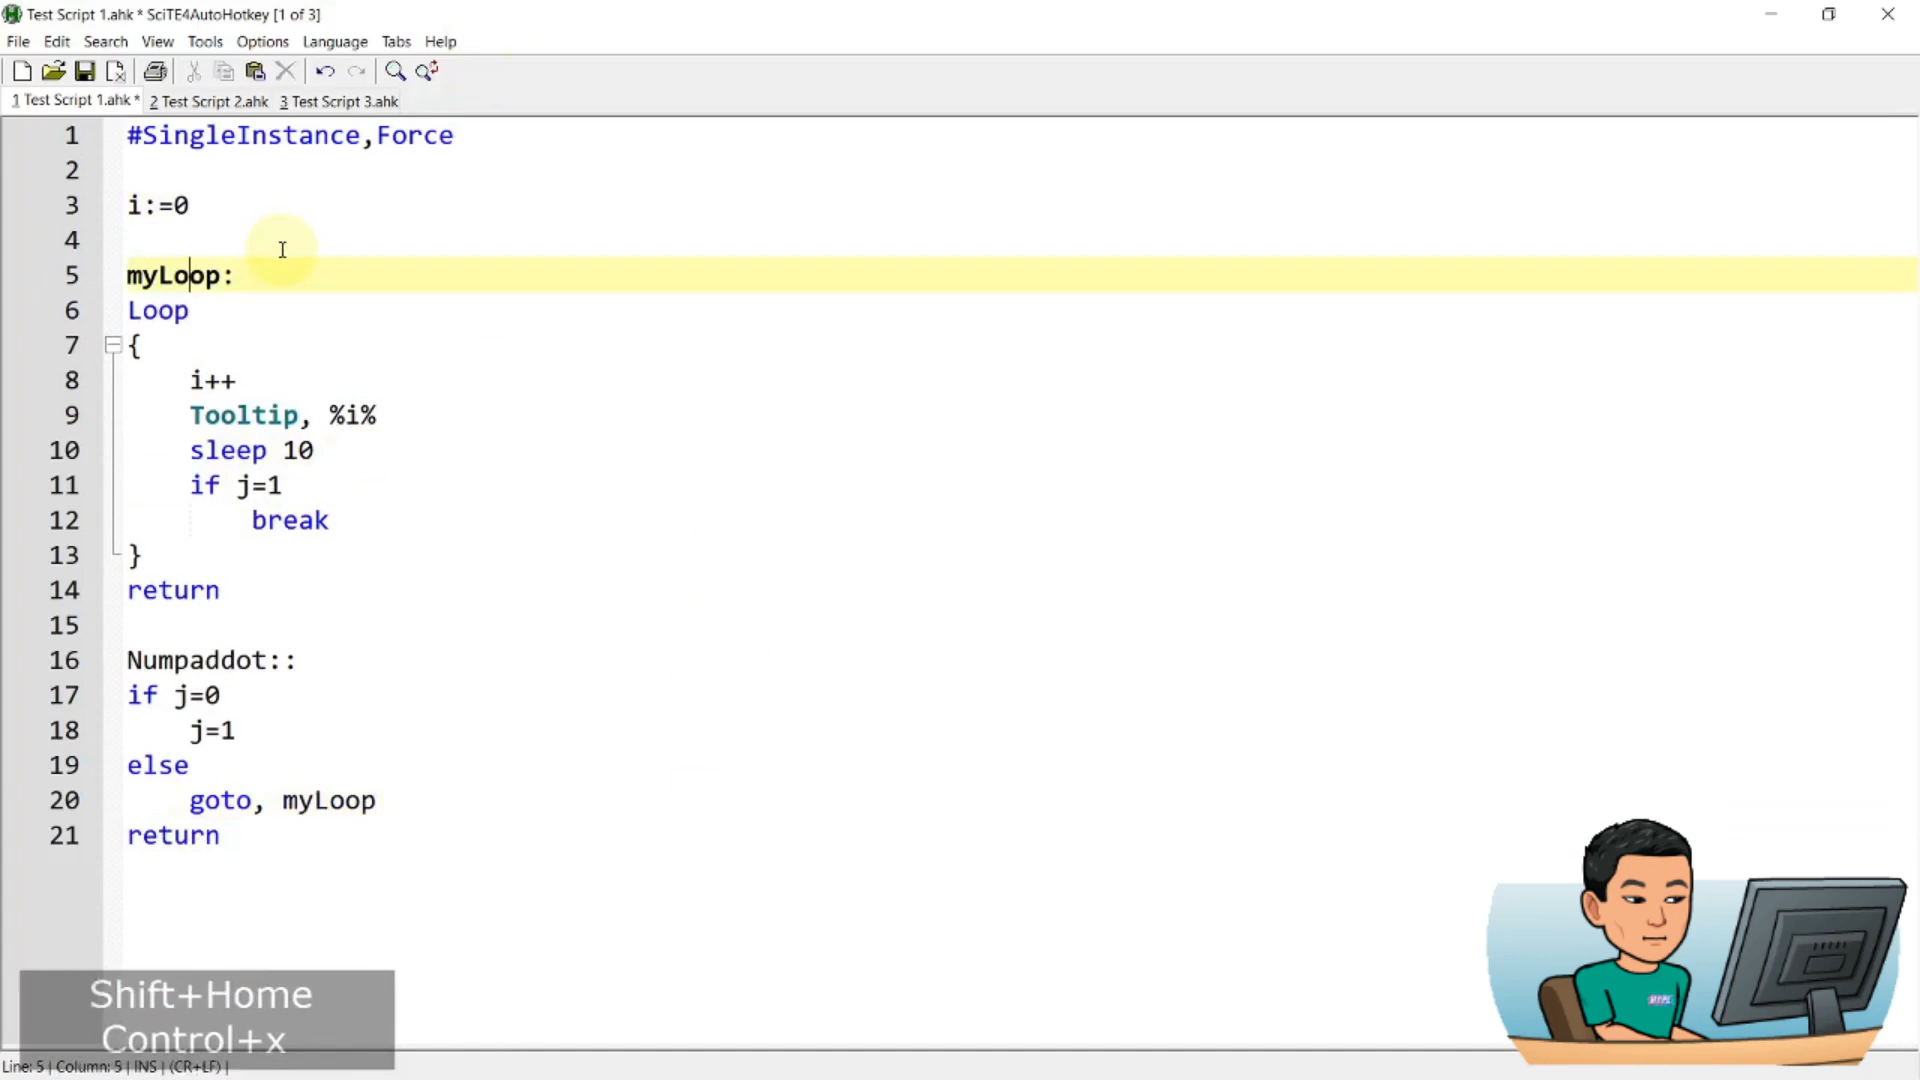 Test Script 1.ahk * SciTE4AutoHotkey [1 of 3]
File Edit Search View Tools Options Language Tabs Help
1 Test Script 1.ahk * 2 Test Script 2.ahk 3 Test Script 3.ahk
1 #SingleInstance,Force
2
3 i:=0
4
5 myLoop:
6 Loop
7 {
8 i++
9 Tooltip, %i%
10 sleep 10
11 if j=1
12 break
13 }
14 return
15
16 Numpaddot::
17 if j=0
18 j=1
19 else
20 goto, myLoop
21 return
Shift+Home
Control+x
Line: 5 | Column: 5 | INS | (CR+LF) |